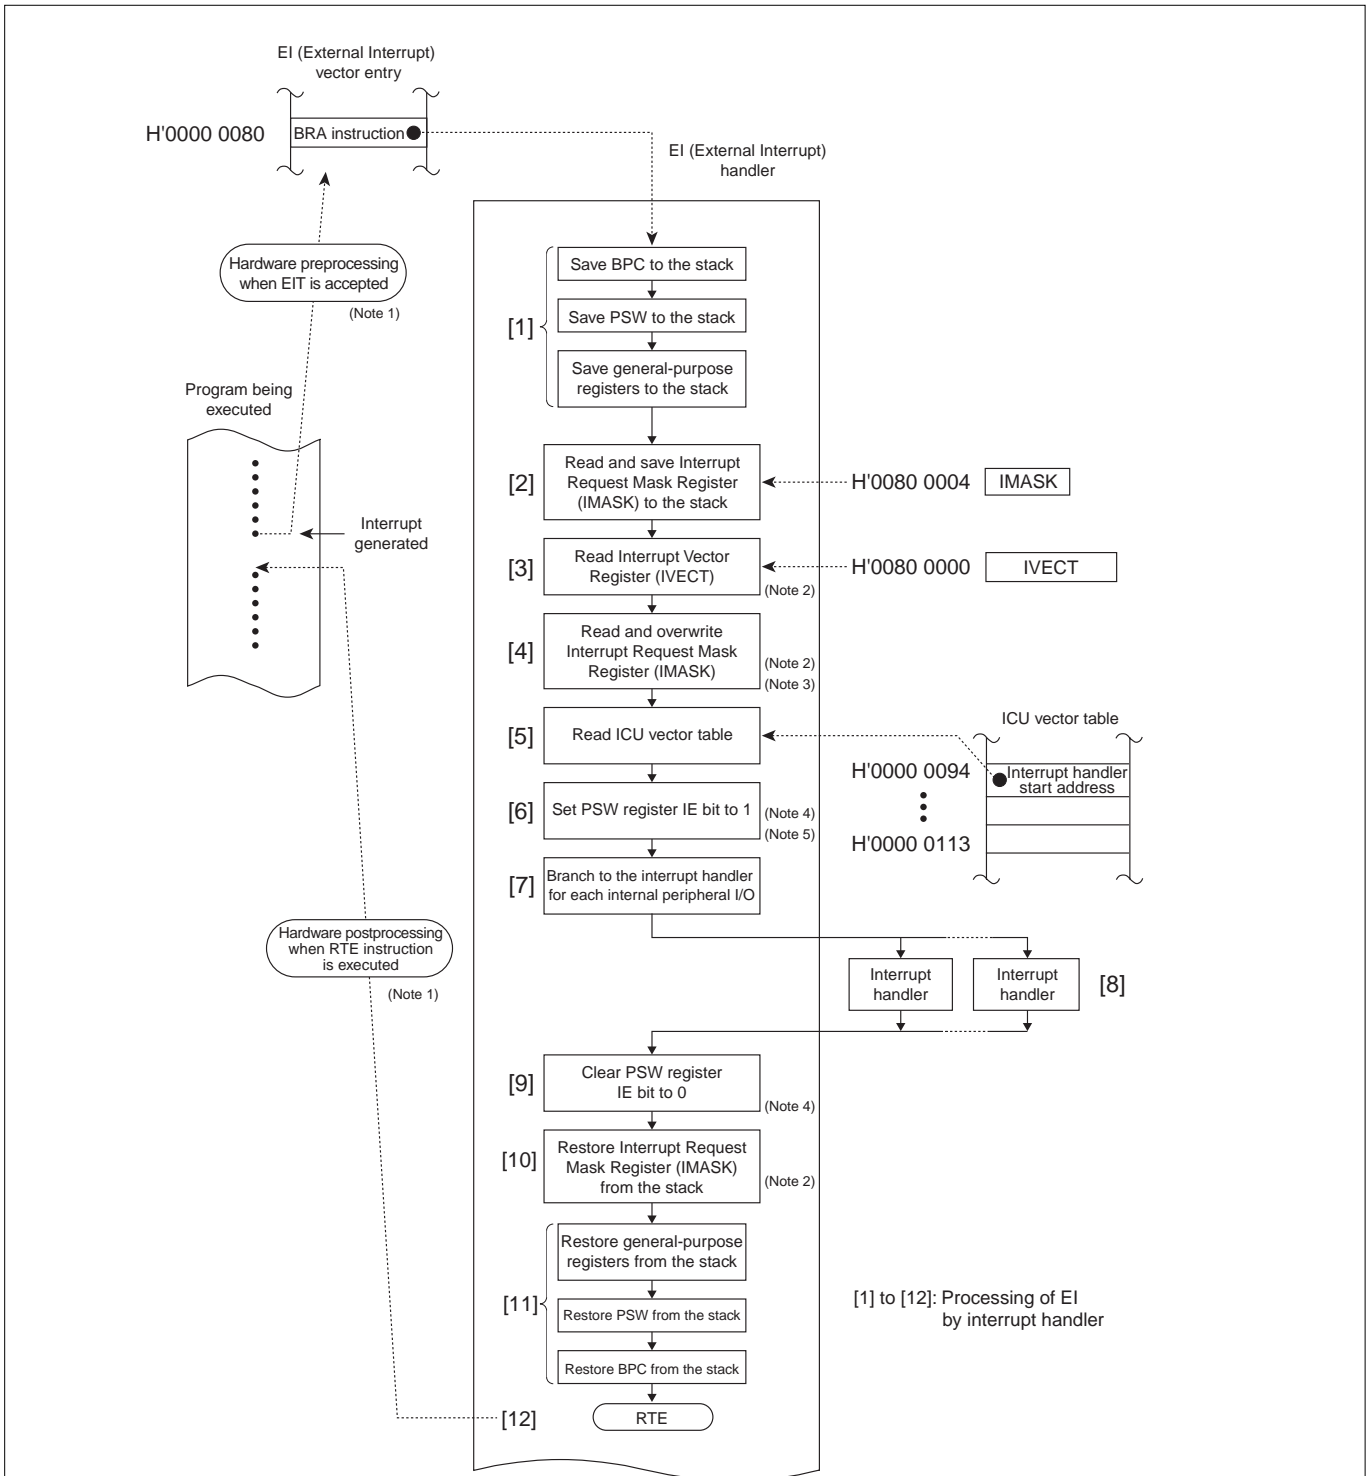 EI (External Interrupt)
vector entry
H'0000 0080
BRA instruction
EI (External Interrupt)
handler
Hardware preprocessing
when EIT is accepted
(Note 1)
Program being
executed
Interrupt
generated
[1]
Save BPC to the stack
Save PSW to the stack
Save general-purpose
registers to the stack
[2]
Read and save Interrupt
Request Mask Register
(IMASK) to the stack
H'0080 0004
IMASK
[3]
Read Interrupt Vector
Register (IVECT)
(Note 2)
H'0080 0000
IVECT
[4]
Read and overwrite
Interrupt Request Mask
Register (IMASK)
(Note 2)
(Note 3)
[5]
Read ICU vector table
ICU vector table
H'0000 0094
Interrupt handler
start address
H'0000 0113
[6]
Set PSW register IE bit to 1
(Note 4)
(Note 5)
[7]
Branch to the interrupt handler
for each internal peripheral I/O
Hardware postprocessing
when RTE instruction
is executed
(Note 1)
Interrupt
handler
Interrupt
handler
[8]
[9]
Clear PSW register
IE bit to 0
(Note 4)
[10]
Restore Interrupt Request
Mask Register (IMASK)
from the stack
(Note 2)
[11]
Restore general-purpose
registers from the stack
Restore PSW from the stack
Restore BPC from the stack
[12]
RTE
[1] to [12]: Processing of EI
by interrupt handler